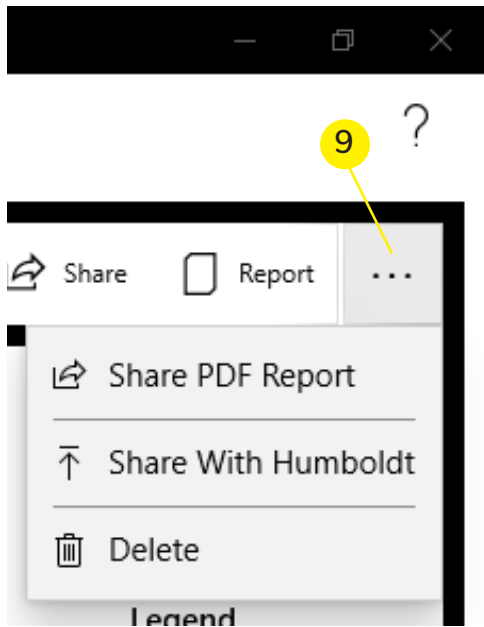 ?
9
Share
Report
...
Share PDF Report
Share With Humboldt
Delete
Legend